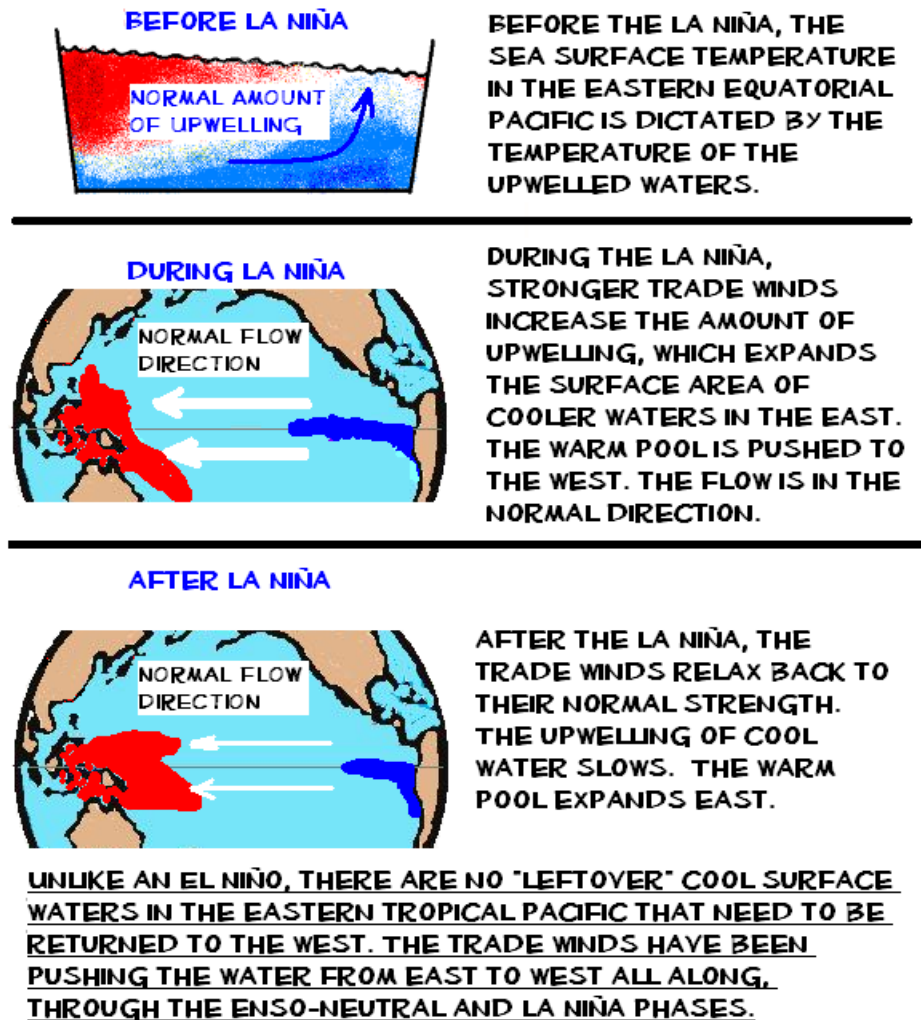 BEFORE LA NIÑA
NORMAL AMOUNT
OF UPWELLING
BEFORE THE LA NIÑA, THE
SEA SURFACE TEMPERATURE
IN THE EASTERN EQUATORIAL
PACIFIC IS DICTATED BY THE
TEMPERATURE OF THE
UPWELLED WATERS.
DURING LA NIÑA
NORMAL FLOW
DIRECTION
DURING THE LA NIÑA,
STRONGER TRADE WINDS
INCREASE THE AMOUNT OF
UPWELLING, WHICH EXPANDS
THE SURFACE AREA OF
COOLER WATERS IN THE EAST.
THE WARM POOL IS PUSHED TO
THE WEST. THE FLOW IS IN THE
NORMAL DIRECTION.
AFTER LA NIÑA
NORMAL FLOW
DIRECTION
AFTER THE LA NIÑA, THE
TRADE WINDS RELAX BACK TO
THEIR NORMAL STRENGTH.
THE UPWELLING OF COOL
WATER SLOWS. THE WARM
POOL EXPANDS EAST.
UNLIKE AN EL NIÑO, THERE ARE NO "LEFTOVER" COOL SURFACE
WATERS IN THE EASTERN TROPICAL PACIFIC THAT NEED TO BE
RETURNED TO THE WEST. THE TRADE WINDS HAVE BEEN
PUSHING THE WATER FROM EAST TO WEST ALL ALONG,
THROUGH THE ENSO-NEUTRAL AND LA NIÑA PHASES.